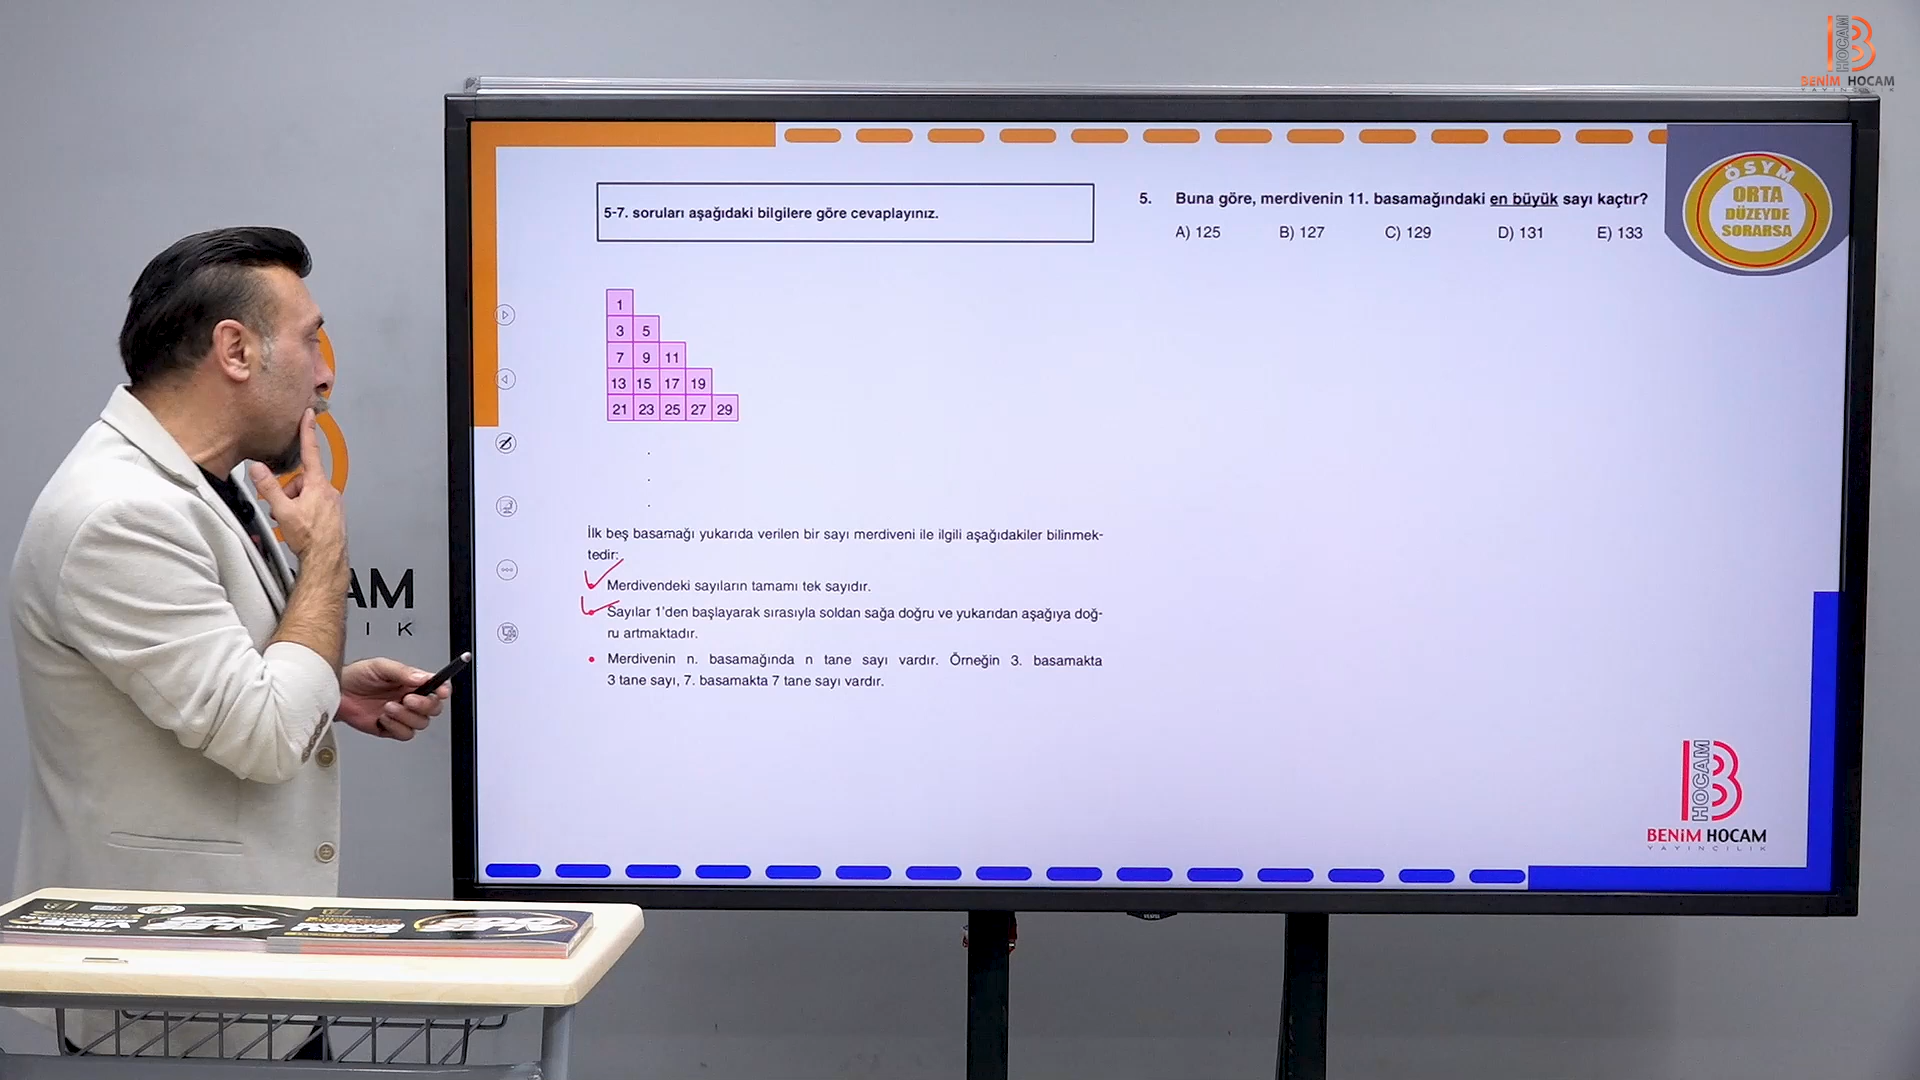 BENİM HOCAM
YAYINCILIK
ÖSYM
ORTA
DÜZEYDE
SORARSA
5-7. soruları aşağıdaki bilgilere göre cevaplayınız.
5. Buna göre, merdivenin 11. basamağındaki en büyük sayı kaçtır?
A) 125 B) 127 C) 129 D) 131 E) 133
1
3 5
7 9 11
13 15 17 19
21 23 25 27 29
.
.
.
İlk beş basamağı yukarıda verilen bir sayı merdiveni ile ilgili aşağıdakiler bilinmek-
tedir:
Merdivendeki sayıların tamamı tek sayıdır.
Sayılar 1'den başlayarak sırasıyla soldan sağa doğru ve yukarıdan aşağıya doğ-
ru artmaktadır.
• Merdivenin n. basamağında n tane sayı vardır. Örneğin 3. basamakta
3 tane sayı, 7. basamakta 7 tane sayı vardır.
HOCAM
BENİM HOCAM
YAYINCILIK
AM
I K